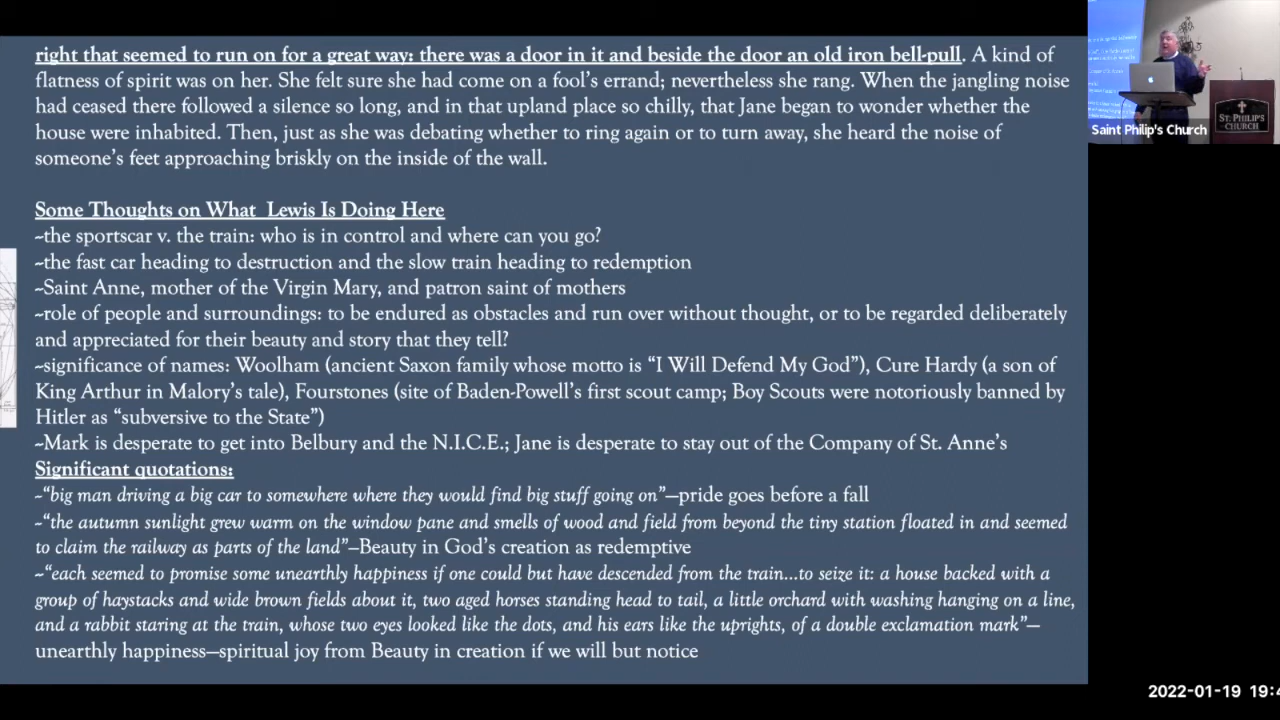 right that seemed to run on for a great way: there was a door in it and beside the door an old iron bell-pull. A kind of
flatness of spirit was on her. She felt sure she had come on a fool's errand; nevertheless she rang. When the jangling noise
had ceased there followed a silence so long, and in that upland place so chilly, that Jane began to wonder whether the
house were inhabited. Then, just as she was debating whether to ring again or to turn away, she heard the noise of
someone's feet approaching briskly on the inside of the wall.
Some Thoughts on What Lewis Is Doing Here
~the sportscar v. the train: who is in control and where can you go?
~the fast car heading to destruction and the slow train heading to redemption
~Saint Anne, mother of the Virgin Mary, and patron saint of mothers
~role of people and surroundings: to be endured as obstacles and run over without thought, or to be regarded deliberately
and appreciated for their beauty and story that they tell?
~significance of names: Woolham (ancient Saxon family whose motto is "I Will Defend My God"), Cure Hardy (a son of
King Arthur in Malory's tale), Fourstones (site of Baden-Powell's first scout camp; Boy Scouts were notoriously banned by
Hitler as "subversive to the State")
~Mark is desperate to get into Belbury and the N.I.C.E.; Jane is desperate to stay out of the Company of St. Anne's
Significant quotations:
~"big man driving a big car to somewhere where they would find big stuff going on"—pride goes before a fall
~"the autumn sunlight grew warm on the window pane and smells of wood and field from beyond the tiny station floated in and seemed
to claim the railway as parts of the land"—Beauty in God's creation as redemptive
~"each seemed to promise some unearthly happiness if one could but have descended from the train...to seize it: a house backed with a
group of haystacks and wide brown fields about it, two aged horses standing head to tail, a little orchard with washing hanging on a line,
and a rabbit staring at the train, whose two eyes looked like the dots, and his ears like the uprights, of a double exclamation mark"—
unearthly happiness—spiritual joy from Beauty in creation if we will but notice
ST. PHILIP'S
CHURCH
Saint Philip's Church
2022-01-19 19:4